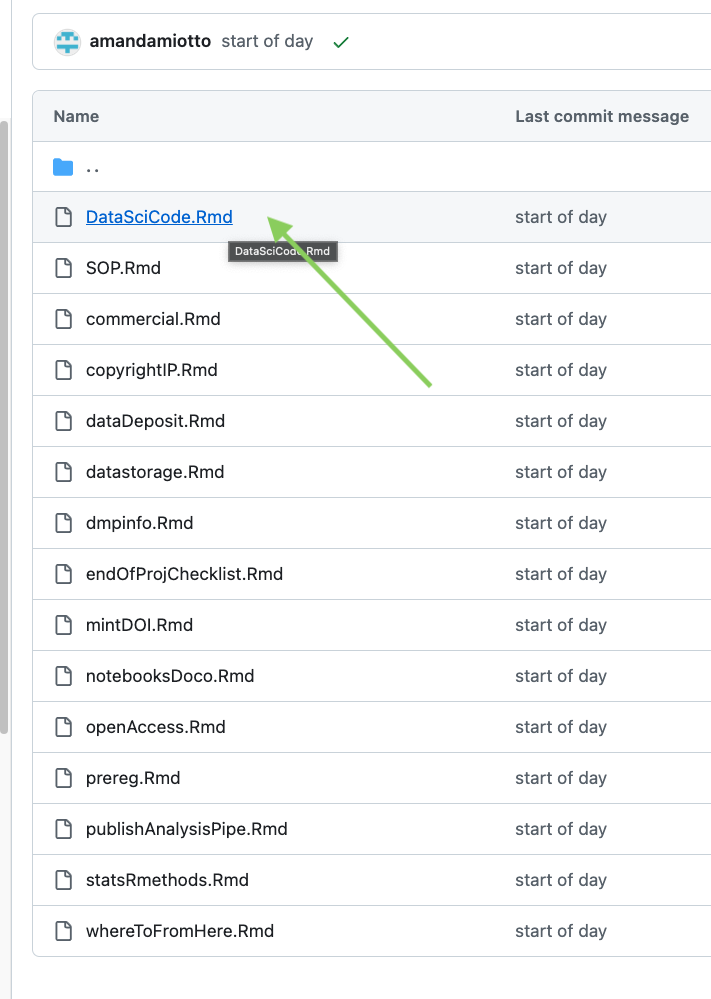 amandamiotto start of day
Name Last commit message
..
DataSciCode.Rmd start of day
DataSciCode.Rmd
SOP.Rmd start of day
commercial.Rmd start of day
copyrightIP.Rmd start of day
dataDeposit.Rmd start of day
datastorage.Rmd start of day
dmpinfo.Rmd start of day
endOfProjChecklist.Rmd start of day
mintDOI.Rmd start of day
notebooksDoco.Rmd start of day
openAccess.Rmd start of day
prereg.Rmd start of day
publishAnalysisPipe.Rmd start of day
statsRmethods.Rmd start of day
whereToFromHere.Rmd start of day